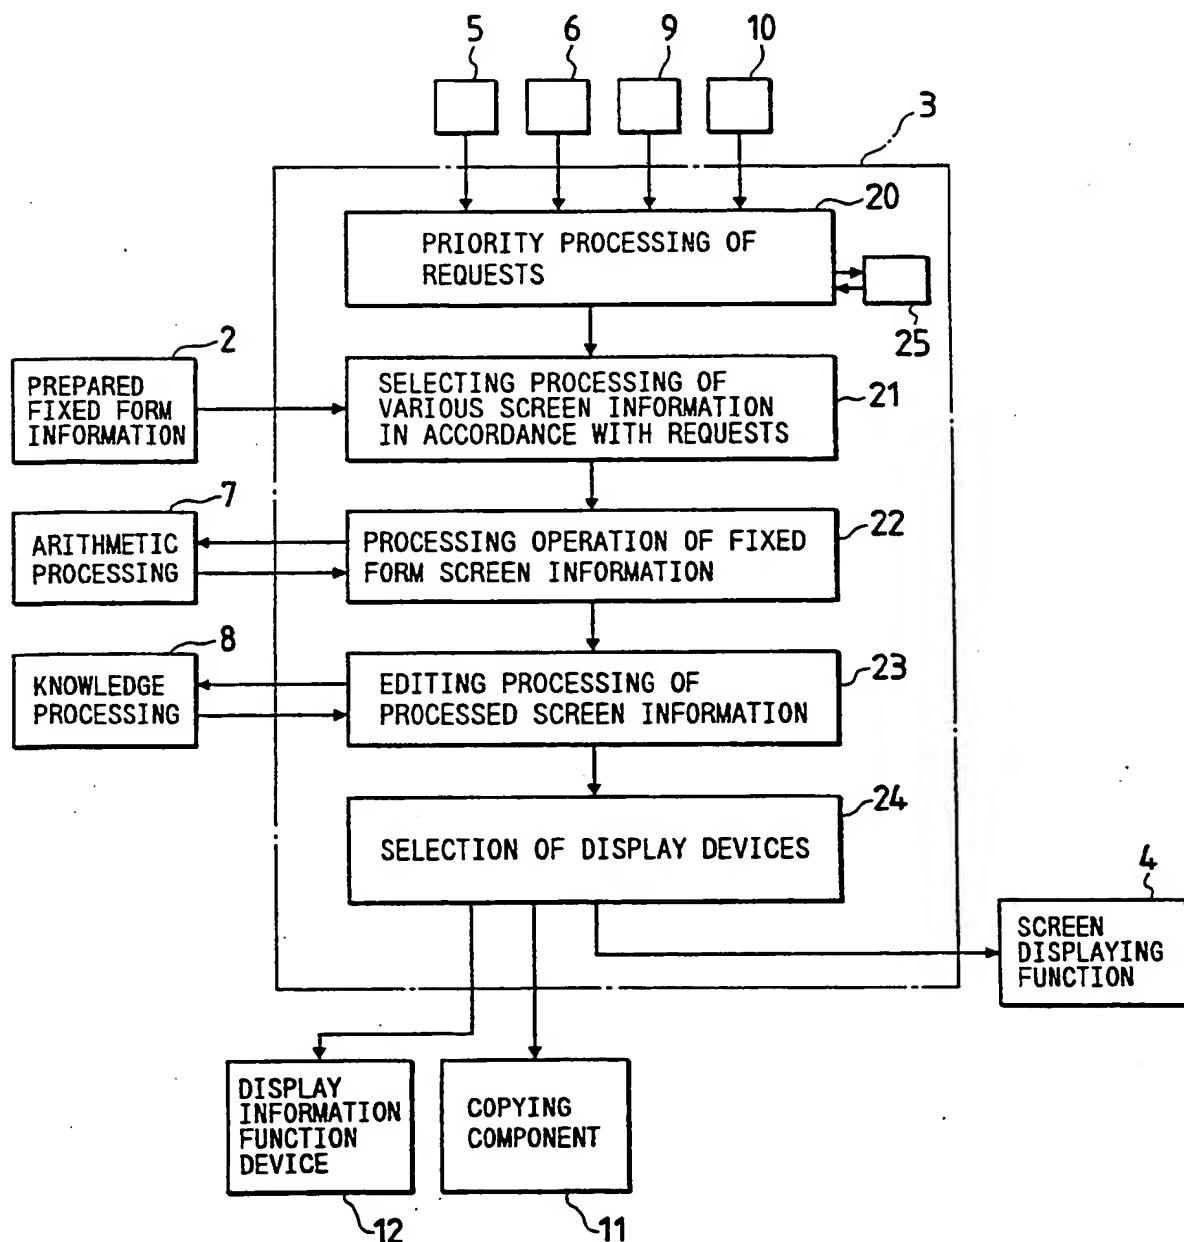 5
6
9
10
3
20
PRIORITY PROCESSING OF
REQUESTS
25
2
PREPARED
FIXED FORM
INFORMATION
SELECTING PROCESSING OF
VARIOUS SCREEN INFORMATION
IN ACCORDANCE WITH REQUESTS
21
7
ARITHMETIC
PROCESSING
PROCESSING OPERATION OF FIXED
FORM SCREEN INFORMATION
22
8
KNOWLEDGE
PROCESSING
EDITING PROCESSING OF
PROCESSED SCREEN INFORMATION
23
24
SELECTION OF DISPLAY DEVICES
4
SCREEN
DISPLAYING
FUNCTION
DISPLAY
INFORMATION
FUNCTION
DEVICE
COPYING
COMPONENT
12
11